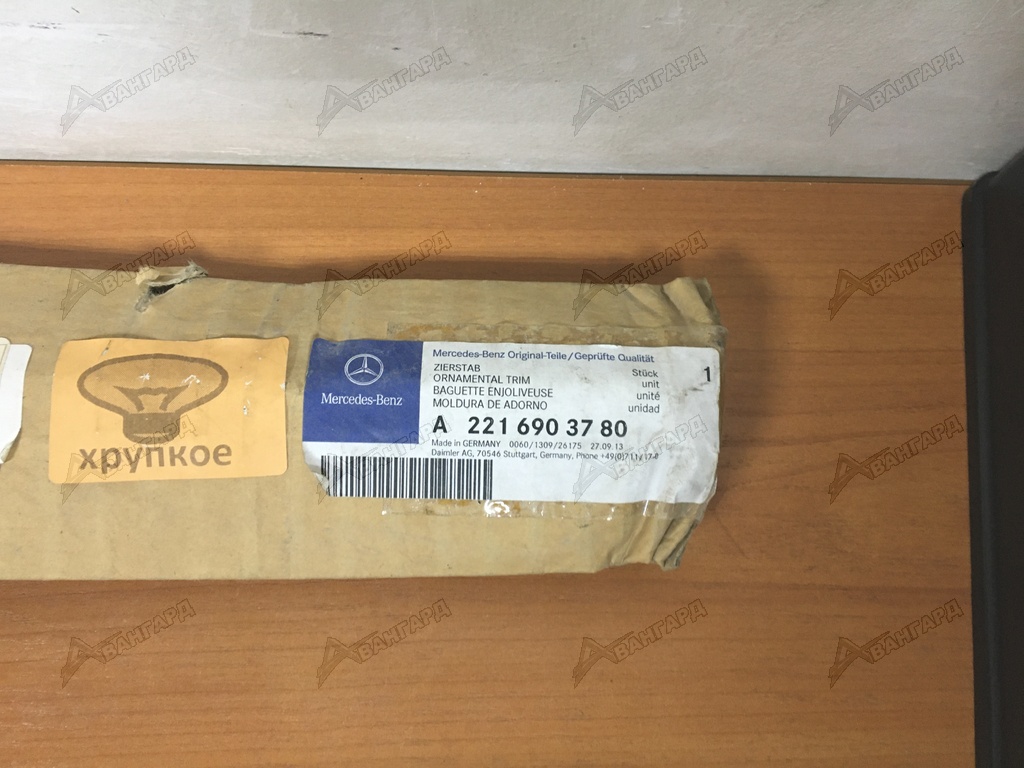 Mercedes-Benz
Mercedes-Benz Original-Teile/Geprüfte Qualität
ZIERSTAB
ORNAMENTAL TRIM
BAGUETTE ENJOLIVEUSE
MOLDURA DE ADORNO
Stück
unit
unité
unidad
1
A 221 690 37 80
Made in GERMANY 0060/1309/26175 27.09.13
Daimler AG, 70546 Stuttgart, Germany, Phone
хрупкое
АВАНГАРД